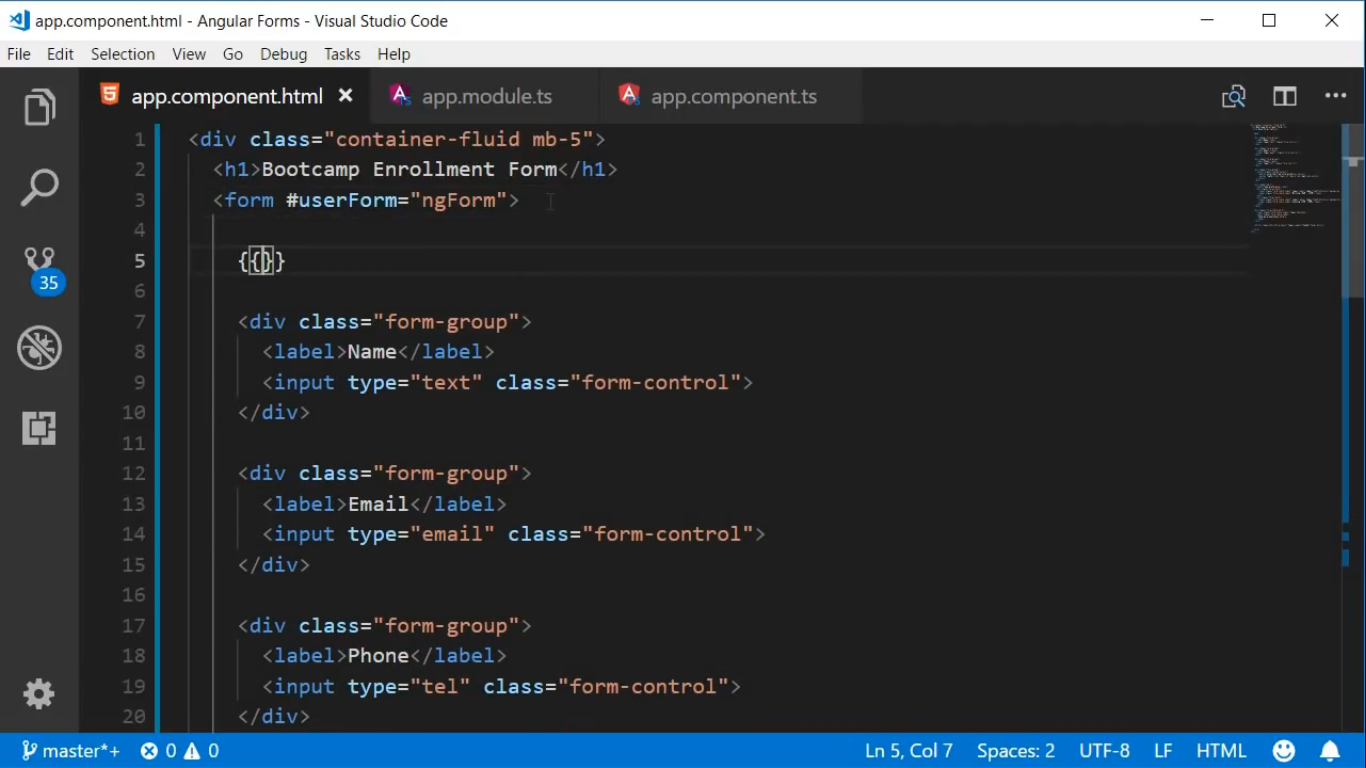 app.component.html - Angular Forms - Visual Studio Code
File Edit Selection View Go Debug Tasks Help
app.component.html app.module.ts app.component.ts
1 <div class="container-fluid mb-5">
2 <h1>Bootcamp Enrollment Form</h1>
3 <form #userForm="ngForm">
4
5 {{}}
6
7 <div class="form-group">
8 <label>Name</label>
9 <input type="text" class="form-control">
10 </div>
11
12 <div class="form-group">
13 <label>Email</label>
14 <input type="email" class="form-control">
15 </div>
16
17 <div class="form-group">
18 <label>Phone</label>
19 <input type="tel" class="form-control">
20 </div>
35
master*+ 0 0 Ln 5, Col 7 Spaces: 2 UTF-8 LF HTML